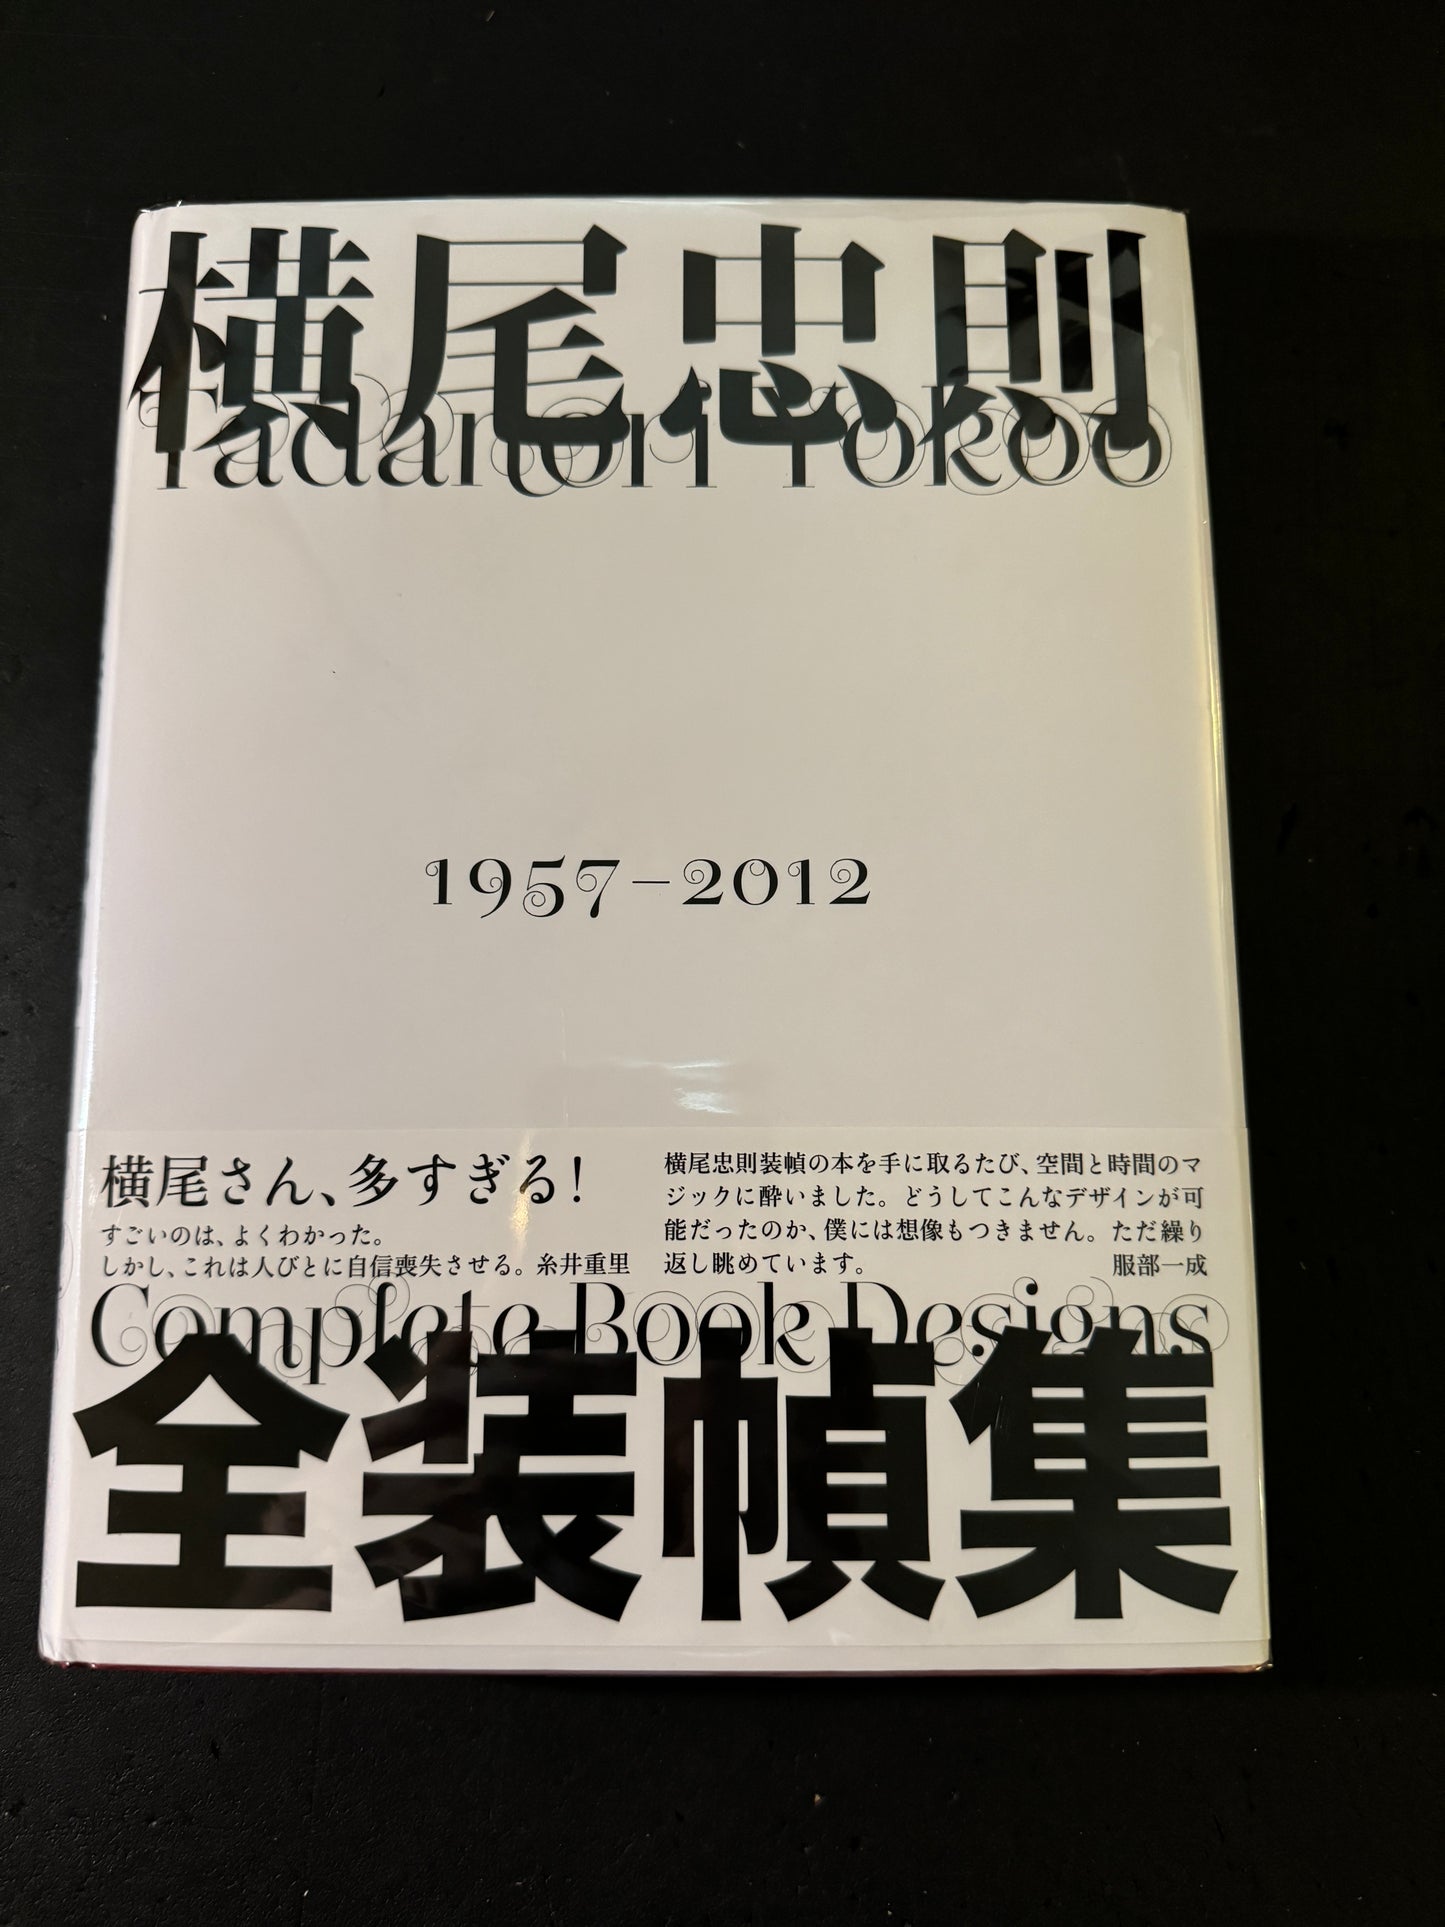 横尾忠則
Tadanori Yokoo
1957-2012
横尾さん、多すぎる!
すごいのは、よくわかった。
しかし、これは人びとに自信喪失させる。 糸井重里
横尾忠則装幀の本を手に取るたび、空間と時間のマ
ジックに酔いました。どうしてこんなデザインが可
能だったのか、僕には想像もつきません。ただ繰り
返し眺めています。 服部一成
Complete Book Designs
全装幀集